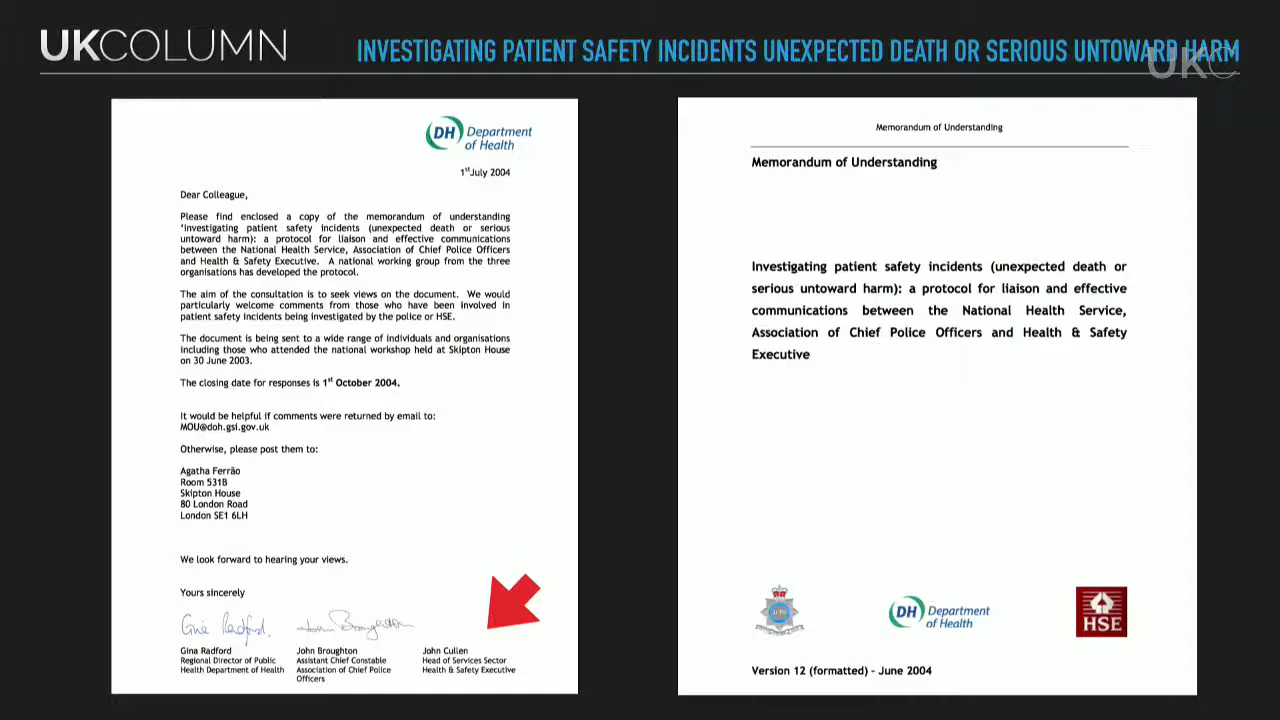 UKCOLUMN
INVESTIGATING PATIENT SAFETY INCIDENTS UNEXPECTED DEATH OR SERIOUS UNTOWARD HARM
UKC
DH Department
of Health
1st July 2004
Dear Colleague,
Please find enclosed a copy of the memorandum of understanding
'Investigating patient safety incidents (unexpected death or serious
untoward harm): a protocol for liaison and effective communications
between the National Health Service, Association of Chief Police Officers
and Health & Safety Executive. A national working group from the three
organisations has developed the protocol.
The aim of the consultation is to seek views on the document. We would
particularly welcome comments from those who have been involved in
patient safety incidents being investigated by the police or HSE.
The document is being sent to a wide range of individuals and organisations
including those who attended the national workshop held at Skipton House
on 30 June 2003.
The closing date for responses is 1st October 2004.
It would be helpful if comments were returned by email to:
MOU@doh.gsi.gov.uk
Otherwise, please post them to:
Agatha Ferrão
Room 531B
Skipton House
80 London Road
London SE1 6LH
We look forward to hearing your views.
Yours sincerely
Gina Radford. John Broughton
Gina Radford
Regional Director of Public
Health Department of Health
John Broughton
Assistant Chief Constable
Association of Chief Police
Officers
John Cullen
Head of Services Sector
Health & Safety Executive
Memorandum of Understanding
Memorandum of Understanding
Investigating patient safety incidents (unexpected death or
serious untoward harm): a protocol for liaison and effective
communications between the National Health Service,
Association of Chief Police Officers and Health & Safety
Executive
DH Department
of Health
HSE
Version 12 (formatted) - June 2004